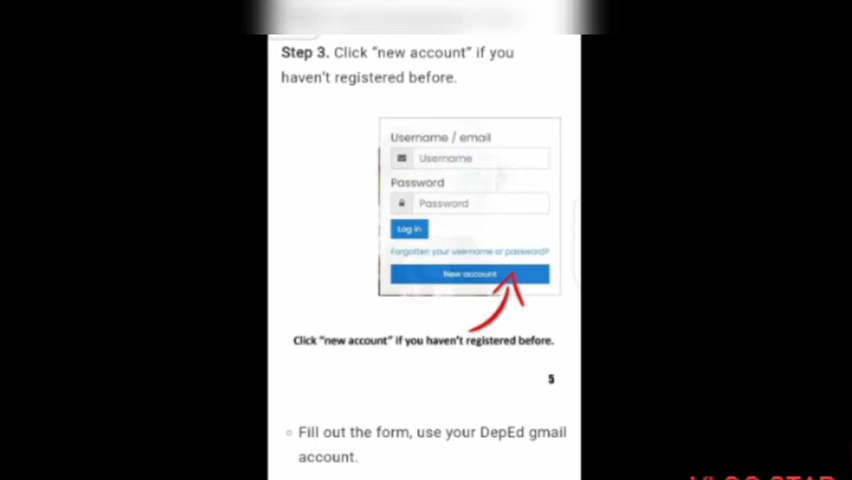 Step 3. Click “new account” if you
haven’t registered before.
Username / email
Username
Password
Password
Log in
Forgotten your username or password?
New account
Click “new account” if you haven’t registered before.
5
Fill out the form, use your DepEd gmail
account.